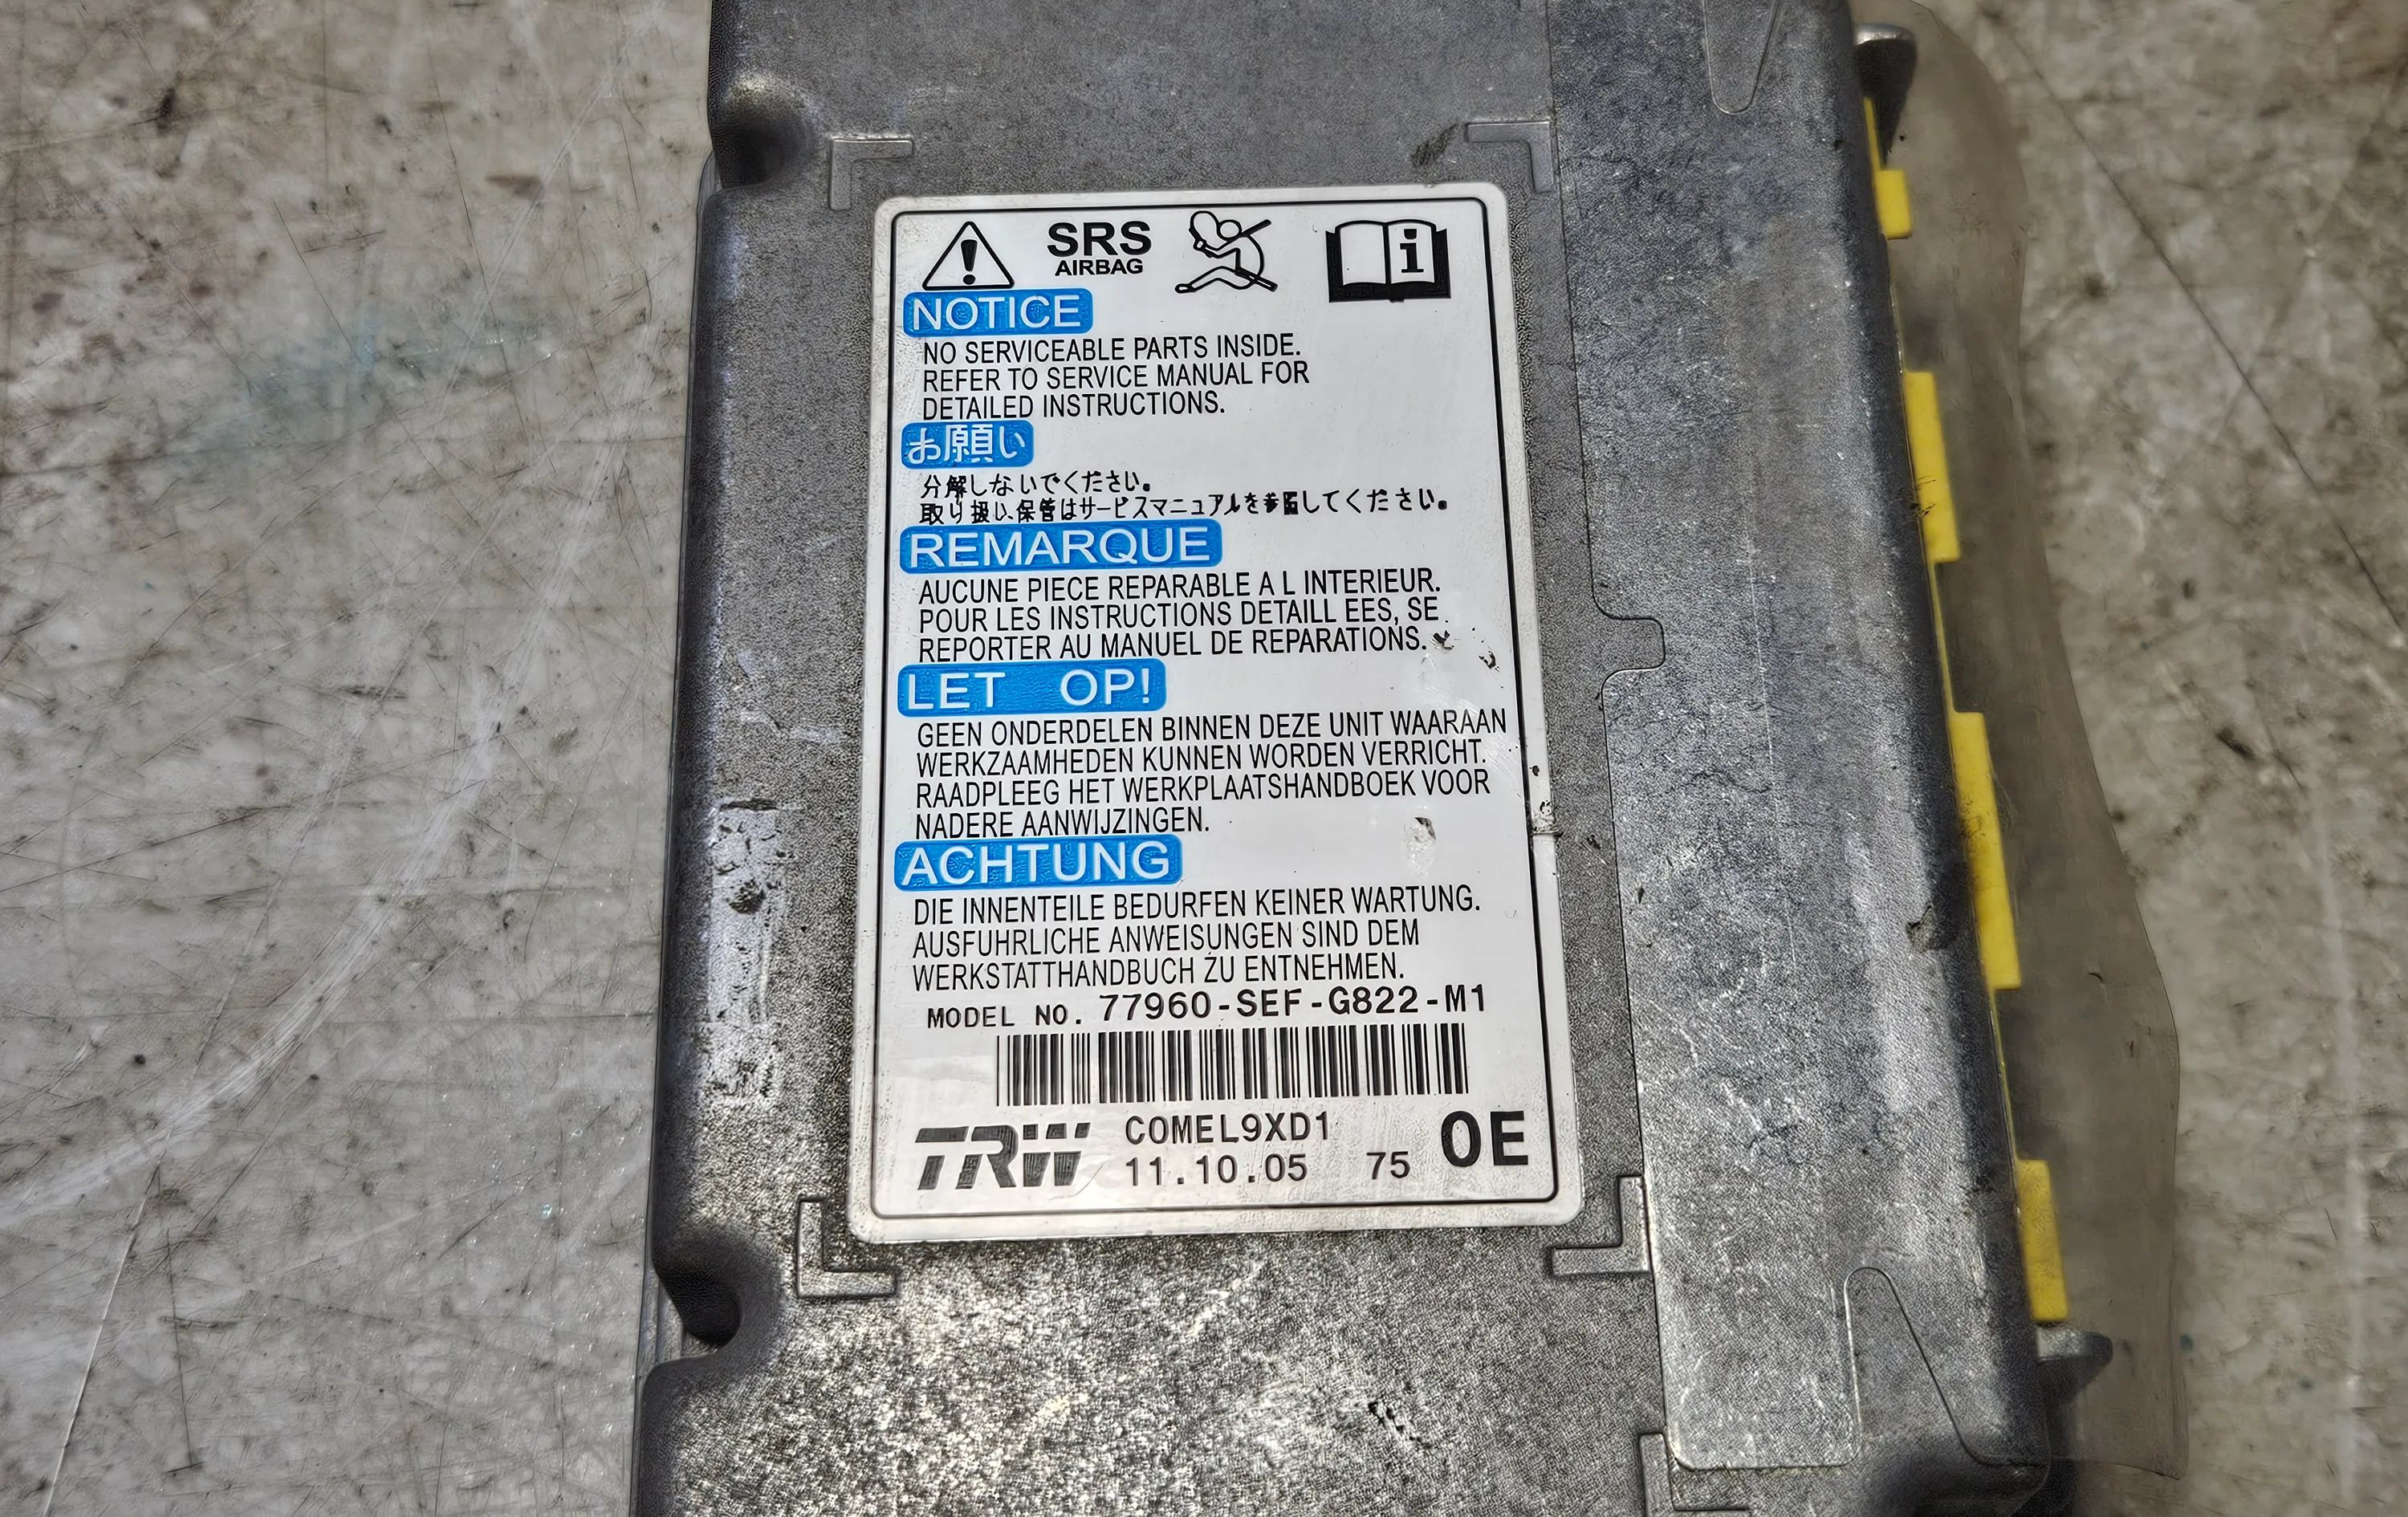 SRS
AIRBAG
i
NOTICE
NO SERVICEABLE PARTS INSIDE.
REFER TO SERVICE MANUAL FOR
DETAILED INSTRUCTIONS.
お願い
分解しないでください。
取り扱い、保管はサービスマニュアルを参照してください。
REMARQUE
AUCUNE PIECE REPARABLE A L INTERIEUR.
POUR LES INSTRUCTIONS DETAILL EES, SE
REPORTER AU MANUEL DE REPARATIONS.
LET OP!
GEEN ONDERDELEN BINNEN DEZE UNIT WAARAAN
WERKZAAMHEDEN KUNNEN WORDEN VERRICHT.
RAADPLEEG HET WERKPLAATSHANDBOEK VOOR
NADERE AANWIJZINGEN.
ACHTUNG
DIE INNENTEILE BEDURFEN KEINER WARTUNG.
AUSFUHRLICHE ANWEISUNGEN SIND DEM
WERKSTATTHANDBUCH ZU ENTNEHMEN.
MODEL NO. 77960-SEF-G822-M1
TRW COMEL9XD1 0E
11.10.05 75